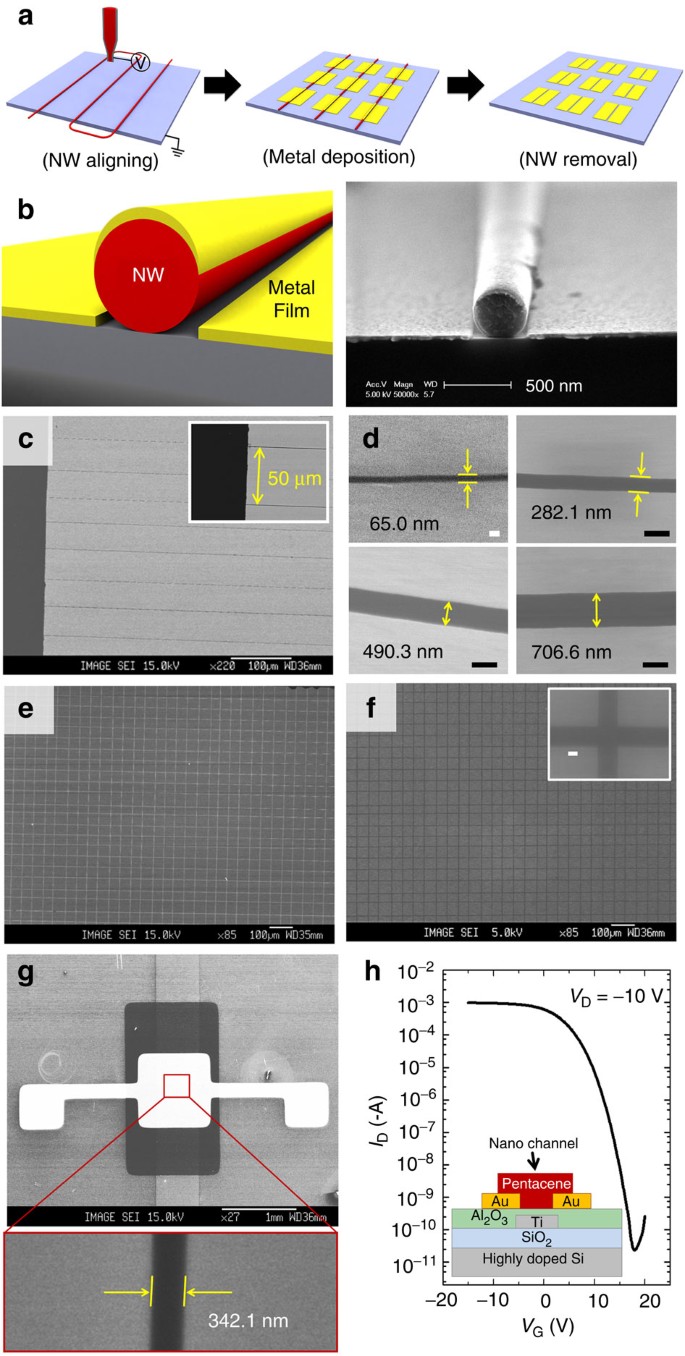 a
V
(NW aligning)
(Metal deposition)
(NW removal)
b
NW
Metal
Film
Acc.V Magn WD
5.00 kV 50000x 5.7
500 nm
c
50 μm
IMAGE SEI 15.0kV ×220 100μm WD36mm
d
65.0 nm
282.1 nm
490.3 nm
706.6 nm
e
IMAGE SEI 15.0kV ×85 100μm WD35mm
f
IMAGE SEI 5.0kV ×85 100μm WD36mm
g
×27 1mm WD36mm
342.1 nm
h
10⁻²
10⁻³
10⁻⁴
10⁻⁵
10⁻⁶
10⁻⁷
10⁻⁸
10⁻⁹
10⁻¹⁰
10⁻¹¹
I_D (-A)
V_D = −10 V
Nano channel
Pentacene
Au
Au
Al₂O₃
Ti
SiO₂
Highly doped Si
−20 −10 0 10 20
V_G (V)